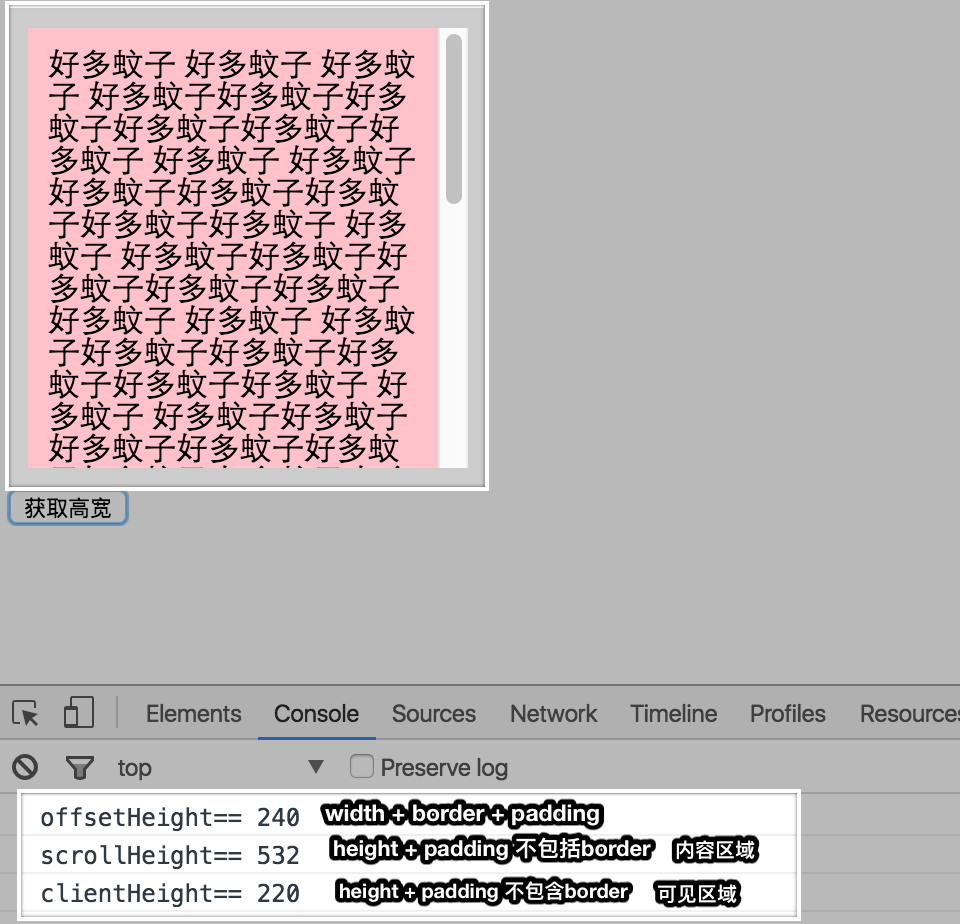 好多蚊子 好多蚊子 好多蚊
子 好多蚊子好多蚊子好多
蚊子好多蚊子好多蚊子好
多蚊子 好多蚊子 好多蚊子
好多蚊子好多蚊子好多蚊
子好多蚊子好多蚊子 好多
蚊子 好多蚊子好多蚊子好
多蚊子好多蚊子好多蚊子
好多蚊子 好多蚊子 好多蚊
子好多蚊子好多蚊子好多
蚊子好多蚊子好多蚊子 好
多蚊子 好多蚊子好多蚊子
好多蚊子好多蚊子好多蚊
获取高宽
Elements Console Sources Network Timeline Profiles Resources
top Preserve log
offsetHeight== 240 width + border + padding
scrollHeight== 532 height + padding 不包括border 内容区域
clientHeight== 220 height + padding 不包含border 可见区域